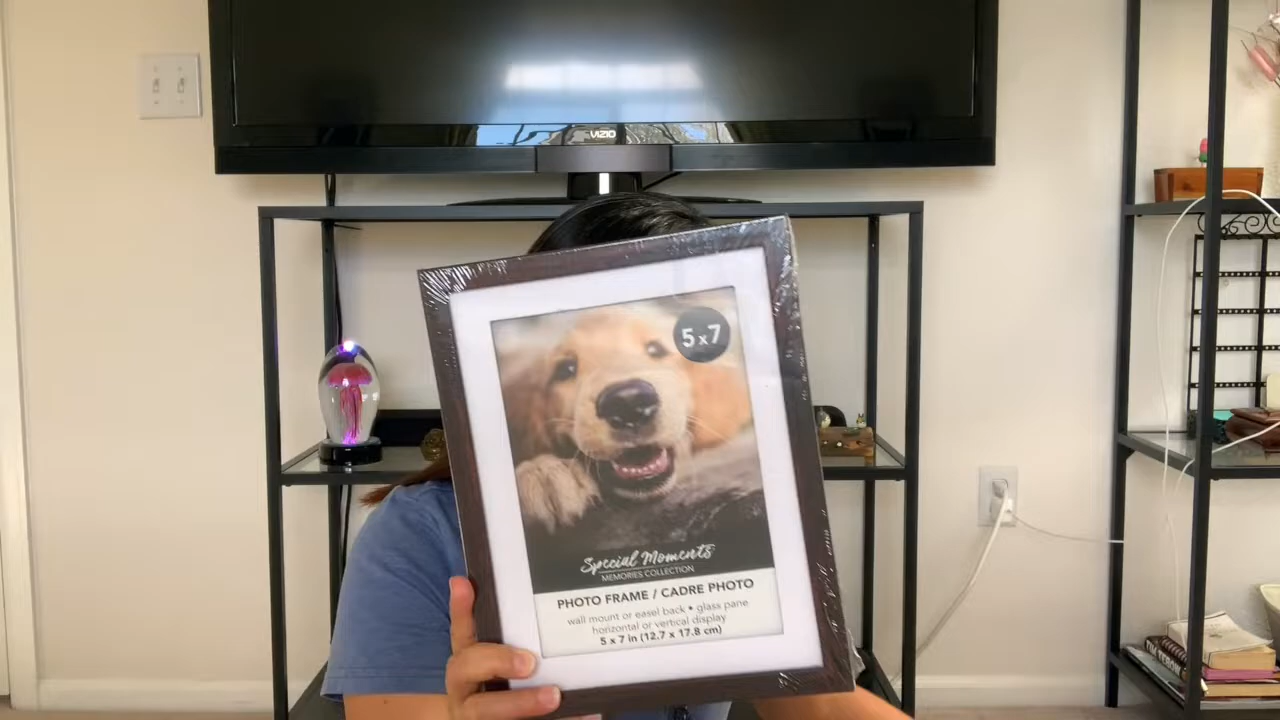 VIZIO
5x7
Special Moments
MEMORIES COLLECTION
PHOTO FRAME / CADRE PHOTO
wall mount or easel back • glass pane
horizontal or vertical display
5 x 7 in (12.7 x 17.8 cm)